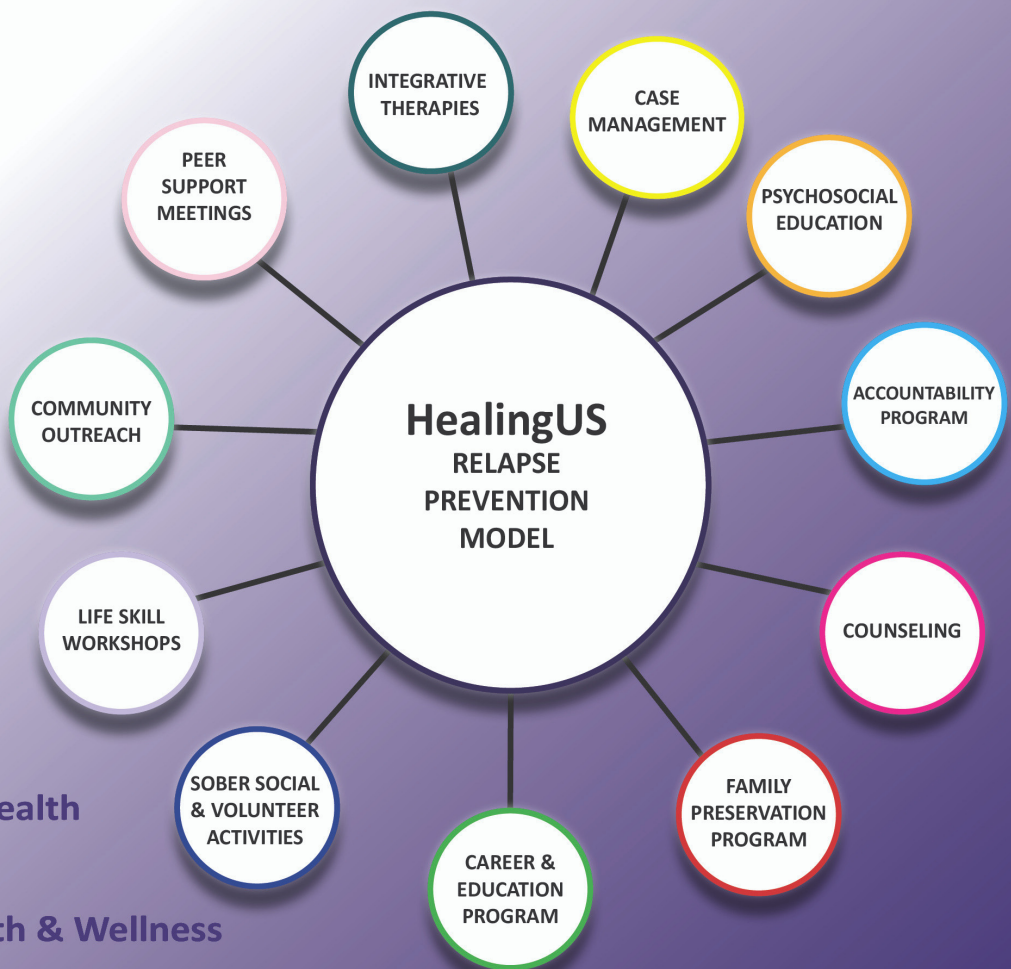 INTEGRATIVE
THERAPIES
CASE
MANAGEMENT
PEER
SUPPORT
MEETINGS
PSYCHOSOCIAL
EDUCATION
ACCOUNTABILITY
PROGRAM
COMMUNITY
OUTREACH
HealingUS
RELAPSE
PREVENTION
MODEL
LIFE SKILL
WORKSHOPS
COUNSELING
SOBER SOCIAL
& VOLUNTEER
ACTIVITIES
FAMILY
PRESERVATION
PROGRAM
CAREER &
EDUCATION
PROGRAM
ealth
th & Wellness